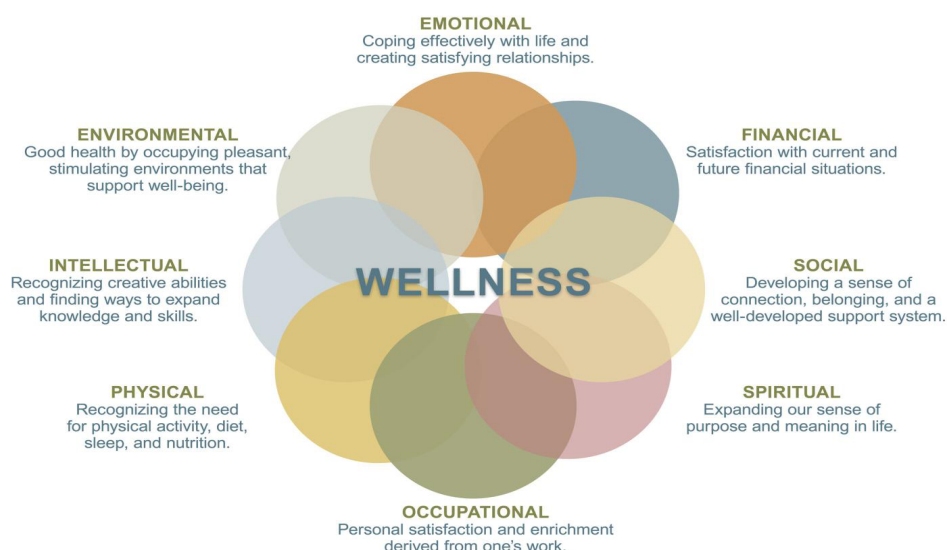 EMOTIONAL
Coping effectively with life and
creating satisfying relationships.
ENVIRONMENTAL
Good health by occupying pleasant,
stimulating environments that
support well-being.
FINANCIAL
Satisfaction with current and
future financial situations.
INTELLECTUAL
Recognizing creative abilities
and finding ways to expand
knowledge and skills.
WELLNESS
SOCIAL
Developing a sense of
connection, belonging, and a
well-developed support system.
PHYSICAL
Recognizing the need
for physical activity, diet,
sleep, and nutrition.
SPIRITUAL
Expanding our sense of
purpose and meaning in life.
OCCUPATIONAL
Personal satisfaction and enrichment
derived from one's work.